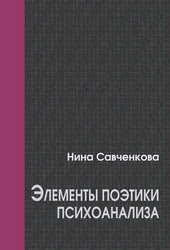 Нина Савченкова
Элементы поэтики
психоанализа